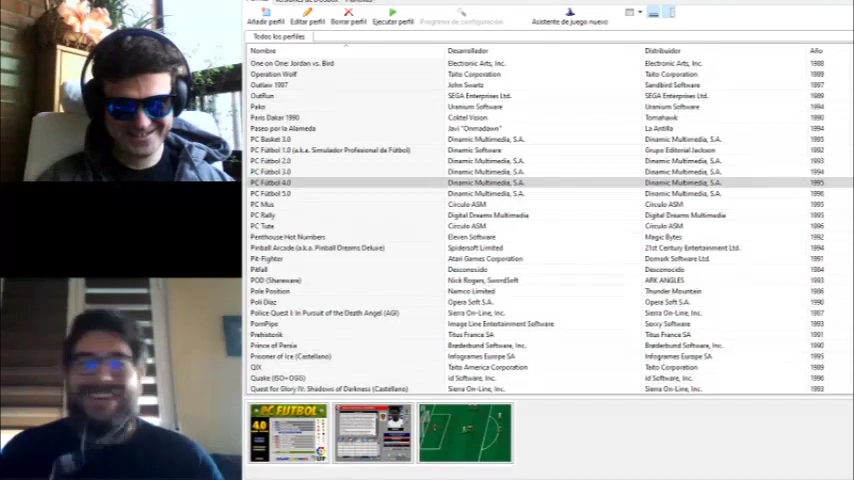 Añadir perfil Editar perfil Borrar perfil Ejecutar perfil Programa de configuración. Asistente de juego nuevo
Todos los perfiles
Nombre Desarrollador Distribuidor Año
One on One: Jordan vs. Bird Electronic Arts, Inc. Electronic Arts, Inc. 1988
Operation Wolf Taito Corporation Taito Corporation 1989
Outlaw 1997 John Swartz Sandbird Software 1997
OutRun SEGA Enterprises Ltd. SEGA Enterprises Ltd. 1989
Pako Uranium Software Uranium Software 1994
Paris Dakar 1990 Coktel Vision Tomahawk 1990
Paseo por la Alameda Javi "Onmadawn" La Antilla 1994
PC Basket 3.0 Dinamic Multimedia, S.A. Dinamic Multimedia, S.A. 1995
PC Fútbol 1.0 (a.k.a. Simulador Profesional de Fútbol) Dinamic Software Grupo Editorial Jackson 1992
PC Fútbol 2.0 Dinamic Multimedia, S.A. Dinamic Multimedia, S.A. 1993
PC Fútbol 3.0 Dinamic Multimedia, S.A. Dinamic Multimedia, S.A. 1994
PC Fútbol 4.0 Dinamic Multimedia, S.A. Dinamic Multimedia, S.A. 1995
PC Fútbol 5.0 Dinamic Multimedia, S.A. Dinamic Multimedia, S.A. 1996
PC Mus Círculo ASM Círculo ASM 1995
PC Rally Digital Dreams Multimedia Digital Dreams Multimedia 1995
PC Tute Círculo ASM Círculo ASM 1996
Penthouse Hot Numbers Eleven Software Magic Bytes 1992
Pinball Arcade (a.k.a. Pinball Dreams Deluxe) Spidersoft Limited 21st Century Entertainment Ltd. 1994
Pit-Fighter Atari Games Corporation Domark Software Ltd. 1991
Pitfall Desconocido Desconocido 1984
POD (Shareware) Nick Rogers, SwordSoft ARK ANGLES 1993
Pole Position Namco Limited Thunder Mountain 1986
Poli Díaz Opera Soft S.A. Opera Soft S.A. 1990
Police Quest I: In Pursuit of the Death Angel (AGI) Sierra On-Line, Inc. Sierra On-Line, Inc. 1987
PornPipe Image Line Entertainment Software Sexxy Software 1993
Prehistorik Titus France SA Titus France SA 1991
Prince of Persia Brøderbund Software, Inc. Brøderbund Software, Inc. 1990
Prisoner of Ice (Castellano) Infogrames Europe SA Infogrames Europe SA 1995
QIX Taito America Corporation Taito Corporation 1989
Quake (ISO+OGG) id Software, Inc. id Software, Inc. 1996
Quest for Glory IV: Shadows of Darkness (Castellano) Sierra On-Line, Inc. Sierra On-Line, Inc. 1993
PC FUTBOL
4.0